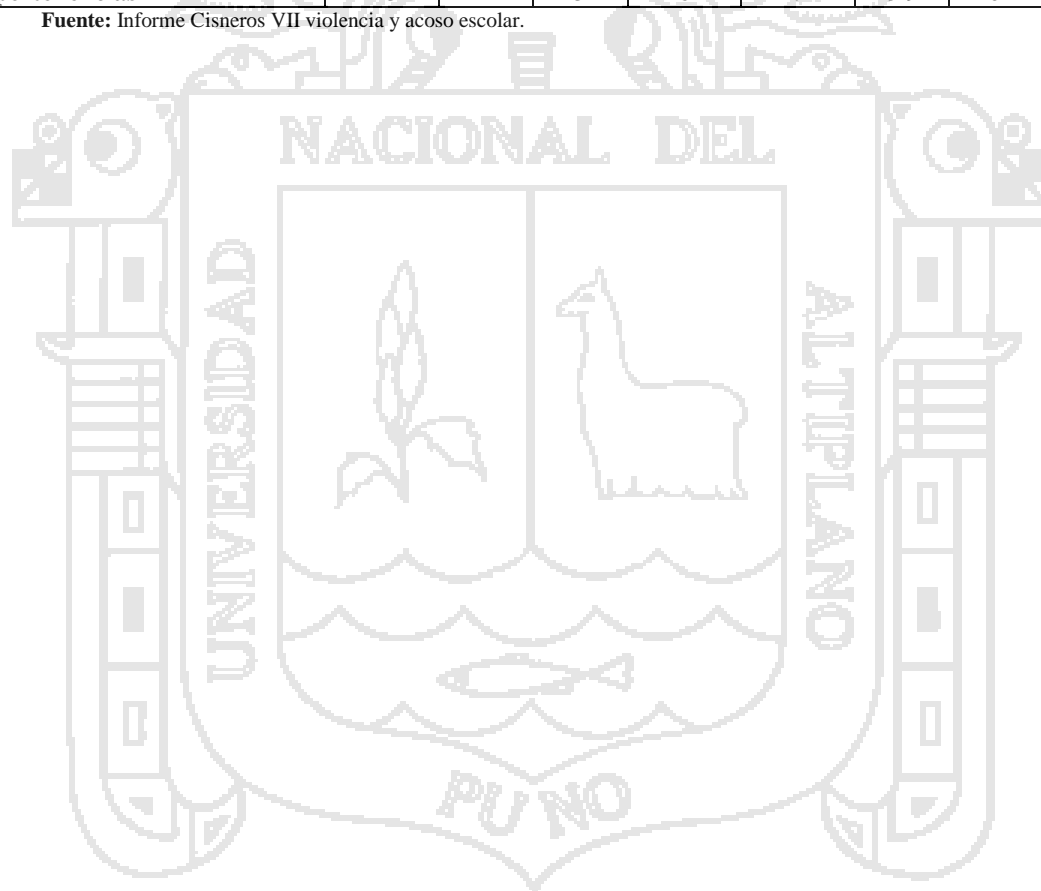 Fuente: Informe Cisneros VII violencia y acoso escolar.
UNIVERSIDAD
NACIONAL DEL
ALTIPLANO
PUNO